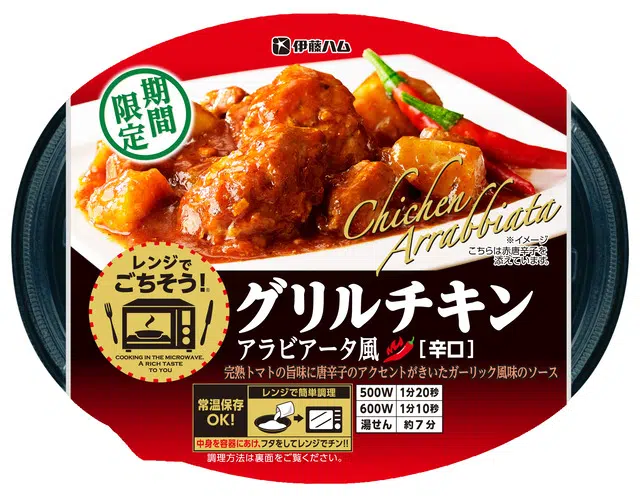 伊藤ハム
期間
限定
Chichen
Arrabbiata
※イメージ
こちらは赤唐辛子を
添えています。
レンジで
ごちそう!®
COOKING IN THE MICROWAVE,
A RICH TASTE
TO YOU
グリルチキン
アラビアータ風 [辛口]
完熟トマトの旨味に唐辛子のアクセントがきいたガーリック風味のソース
常温保存
OK!
レンジで簡単調理
中身を容器にあけ、フタをしてレンジでチン!!
調理方法は裏面をご覧ください。
500W 1分20秒
600W 1分10秒
湯せん 約7分